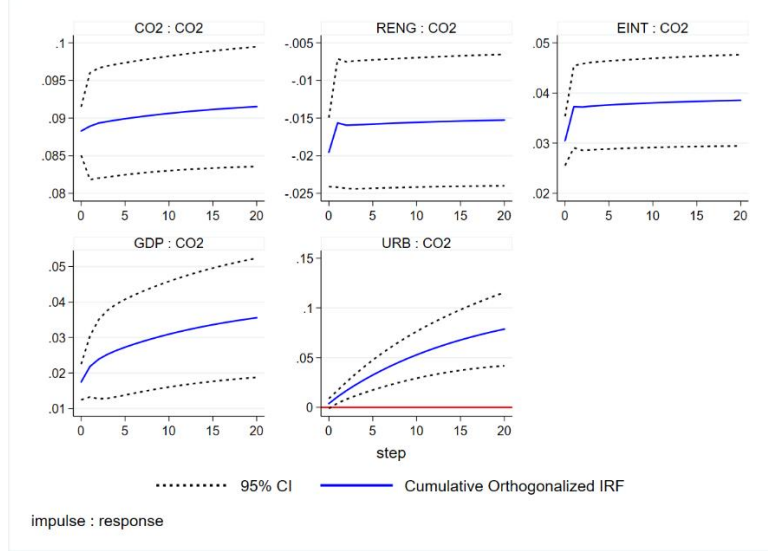 CO2 : CO2
RENG : CO2
EINT : CO2
.1
.095
.09
.085
.08
0 5 10 15 20
-.005
-.01
-.015
-.02
-.025
0 5 10 15 20
.05
.04
.03
.02
0 5 10 15 20
GDP : CO2
URB : CO2
.05
.04
.03
.02
.01
0 5 10 15 20
.15
.1
.05
0
0 5 10 15 20
step
95% CI
Cumulative Orthogonalized IRF
impulse : response